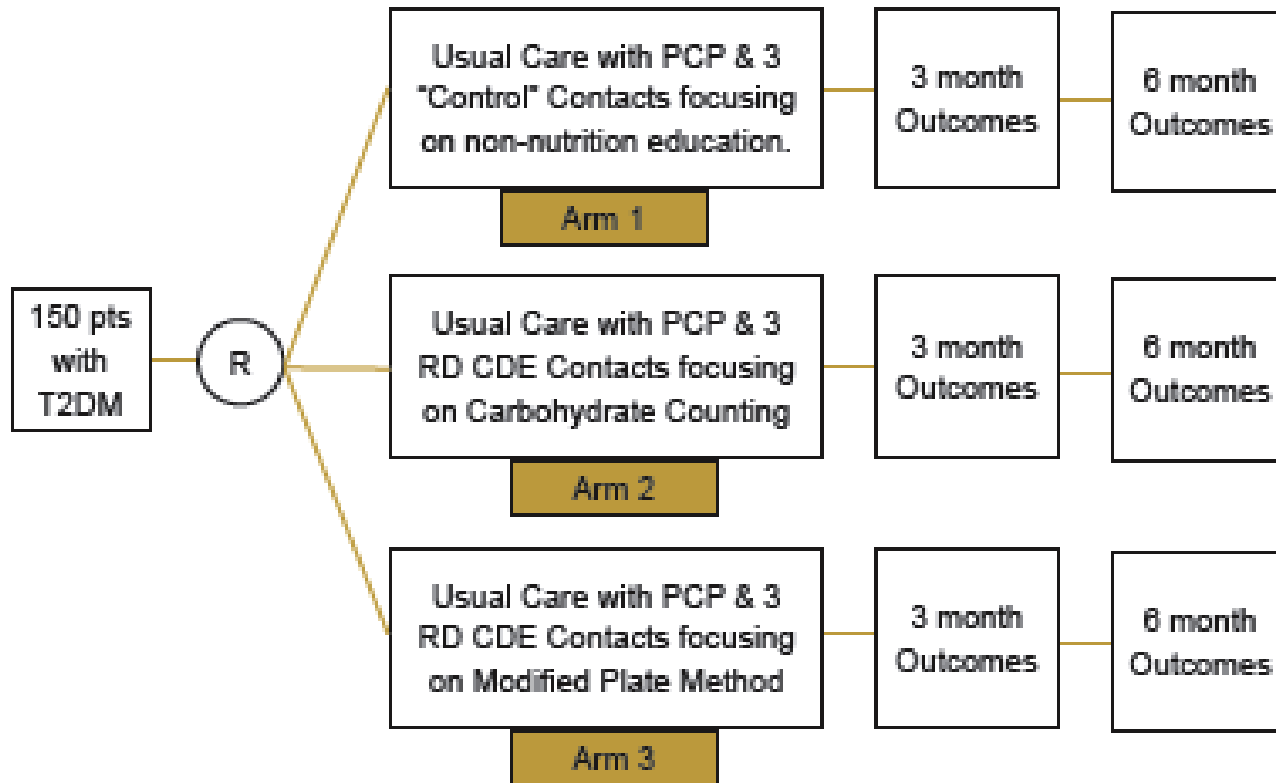 150 pts
with
T2DM
R
Usual Care with PCP & 3
"Control" Contacts focusing
on non-nutrition education.
Arm 1
3 month
Outcomes
6 month
Outcomes
Usual Care with PCP & 3
RD CDE Contacts focusing
on Carbohydrate Counting
Arm 2
3 month
Outcomes
6 month
Outcomes
Usual Care with PCP & 3
RD CDE Contacts focusing
on Modified Plate Method
Arm 3
3 month
Outcomes
6 month
Outcomes